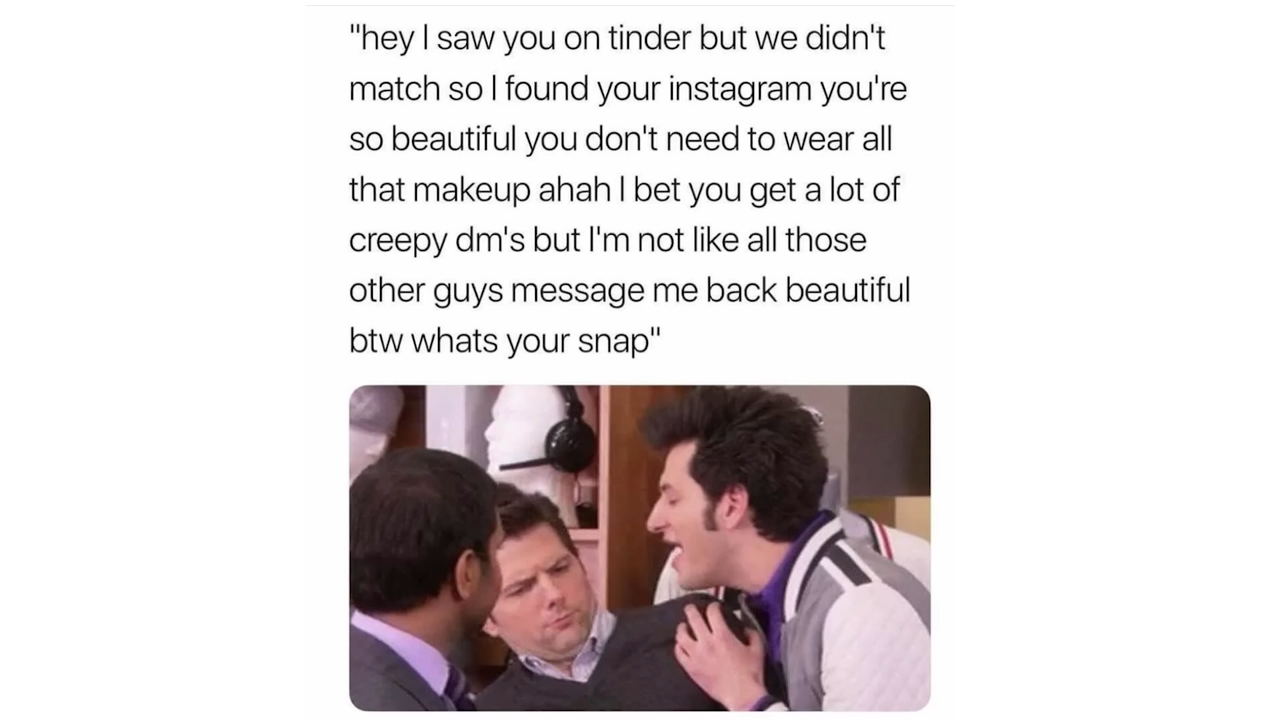 "hey I saw you on tinder but we didn't
match so I found your instagram you're
so beautiful you don't need to wear all
that makeup ahah I bet you get a lot of
creepy dm's but I'm not like all those
other guys message me back beautiful
btw whats your snap"